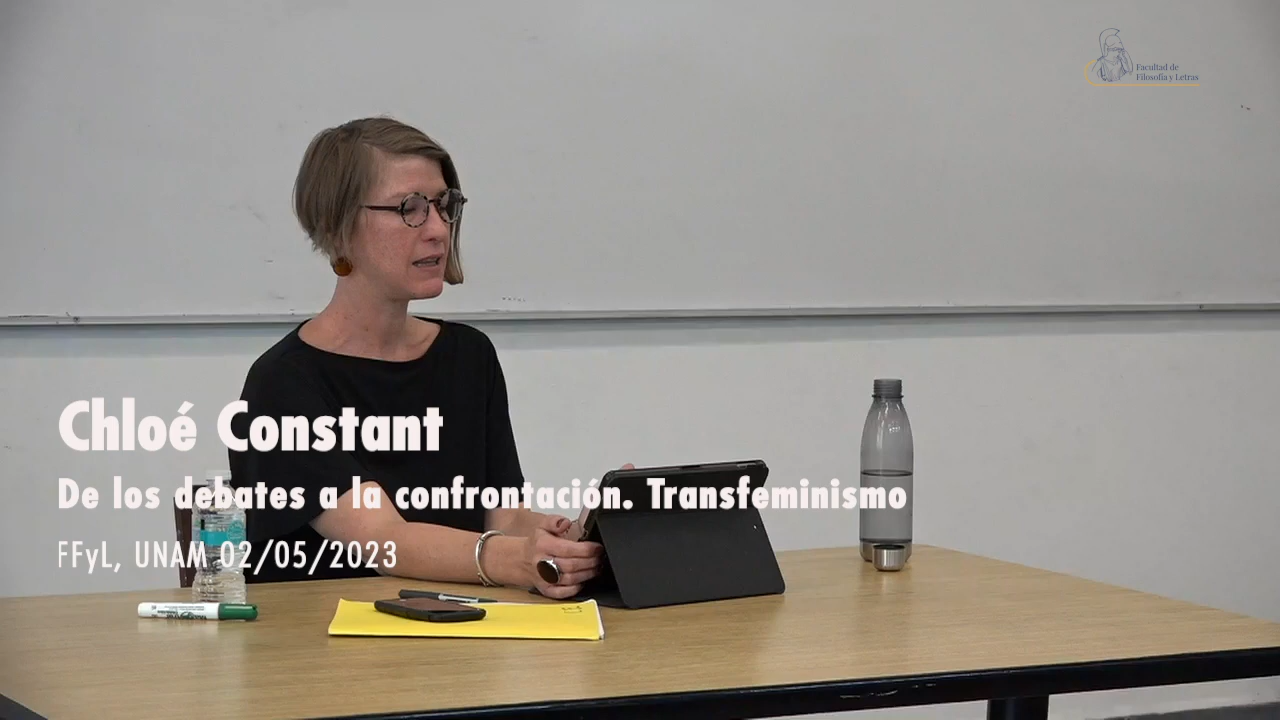 Facultad de
Filosofía y Letras
Chloé Constant
De los debates a la confrontación. Transfeminismo
FFyL, UNAM 02/05/2023